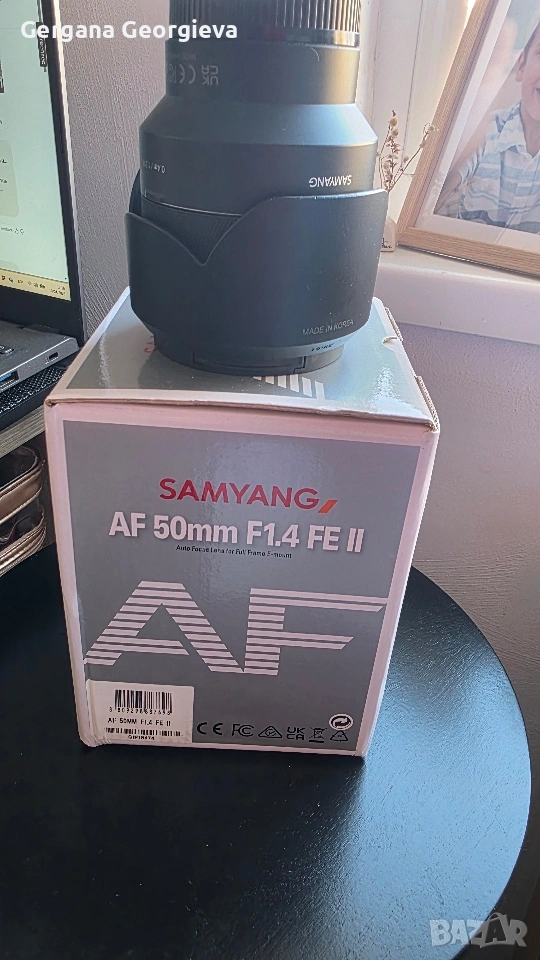 Gergana Georgieva
SAMYANG
MADE IN KOREA
SAMYANG
AF 50mm F1.4 FE II
Auto Focus Lens for Full Frame E-mount
AF
AF 50MM F1.4 FE II
CE FC UK CA
BAZAR